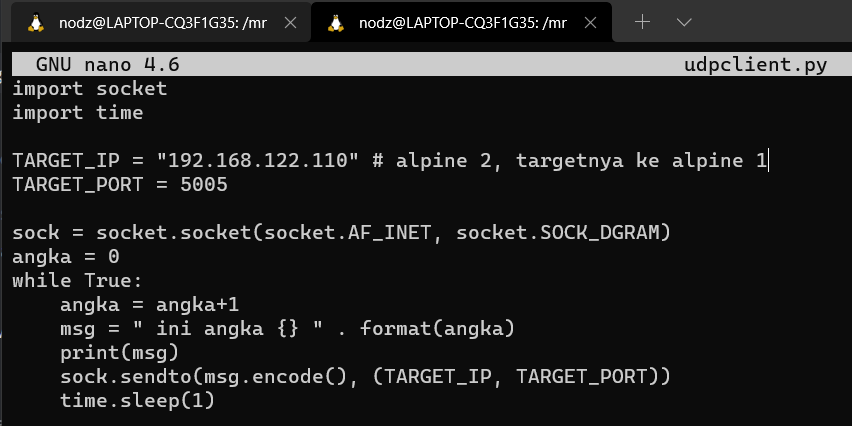 nodz@LAPTOP-CQ3F1G35: /mr
nodz@LAPTOP-CQ3F1G35: /mr
GNU nano 4.6 udpclient.py
import socket
import time
TARGET_IP = "192.168.122.110" # alpine 2, targetnya ke alpine 1
TARGET_PORT = 5005
sock = socket.socket(socket.AF_INET, socket.SOCK_DGRAM)
angka = 0
while True:
    angka = angka+1
    msg = " ini angka {} " . format(angka)
    print(msg)
    sock.sendto(msg.encode(), (TARGET_IP, TARGET_PORT))
    time.sleep(1)